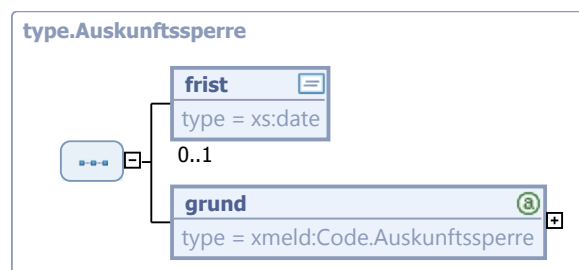 type.Auskunftssperre
frist
type = xs:date
0..1
grund
a
type = xmeld:Code.Auskunftssperre